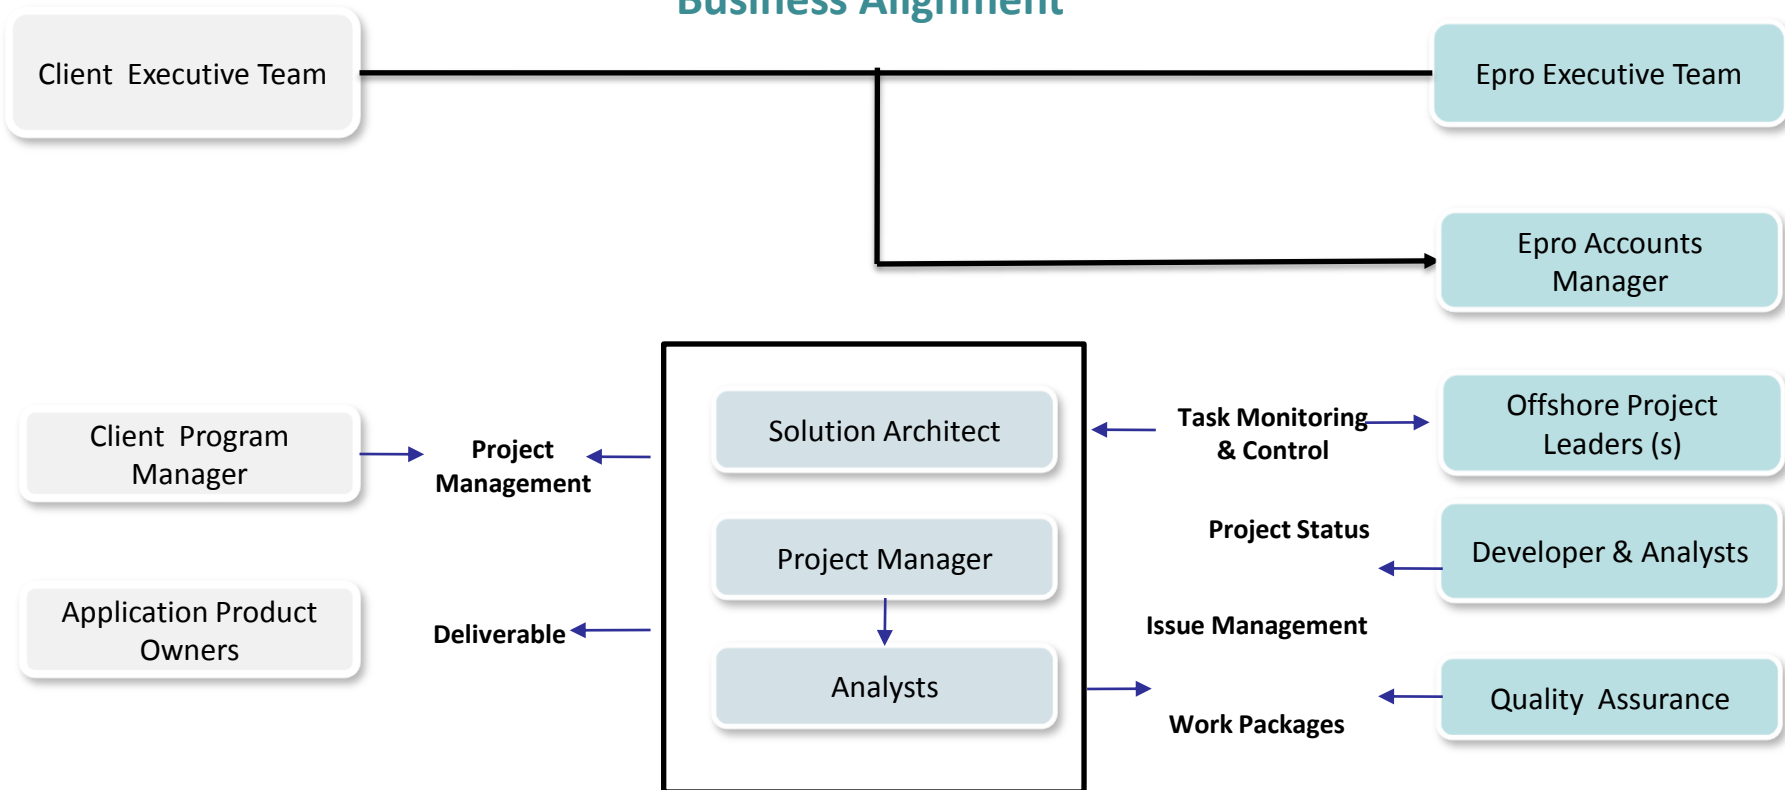 Business Alignment
Client Executive Team
Epro Executive Team
Epro Accounts
Manager
Client Program
Manager
Project
Management
Solution Architect
Task Monitoring
& Control
Offshore Project
Leaders (s)
Project Status
Project Manager
Developer & Analysts
Application Product
Owners
Deliverable
Issue Management
Analysts
Work Packages
Quality Assurance